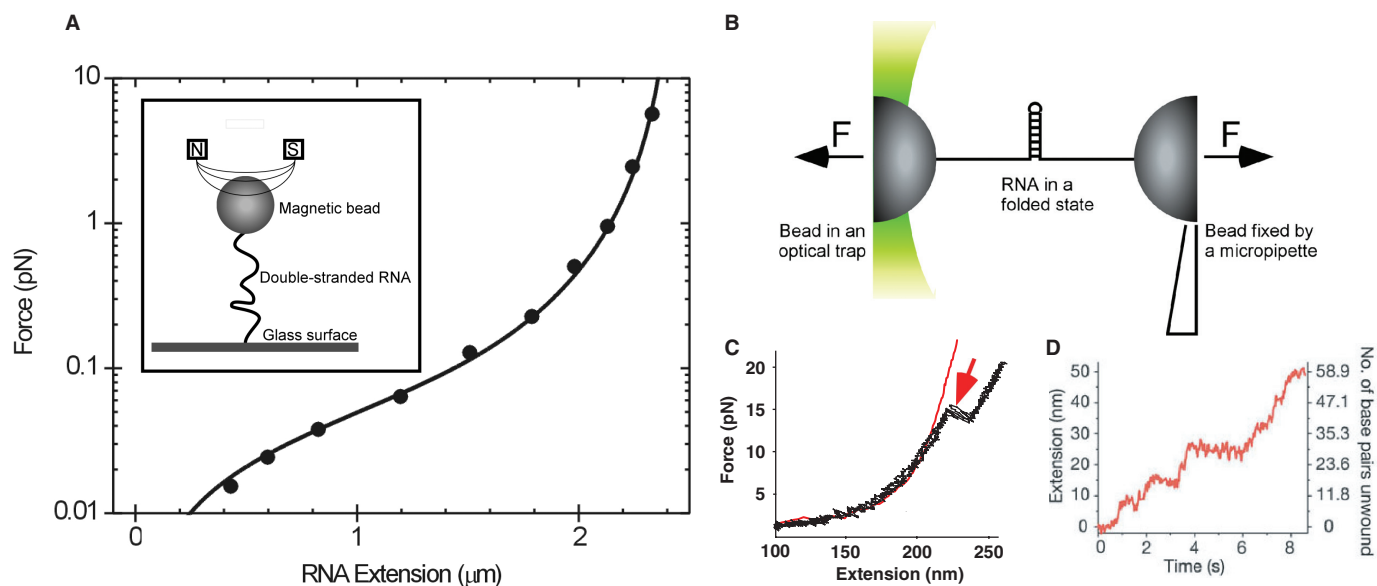 A
10
1
0.1
0.01
0
1
2
Force (pN)
RNA Extension (μm)
N
S
Magnetic bead
Double-stranded RNA
Glass surface
B
F
F
RNA in a
folded state
Bead in an
optical trap
Bead fixed by
a micropipette
C
20
15
10
5
100
150
200
250
Force (pN)
Extension (nm)
D
50
40
30
20
10
0
58.9
47.1
35.3
23.6
11.8
0
0
2
4
6
8
Extension (nm)
No. of base pairs unwound
Time (s)